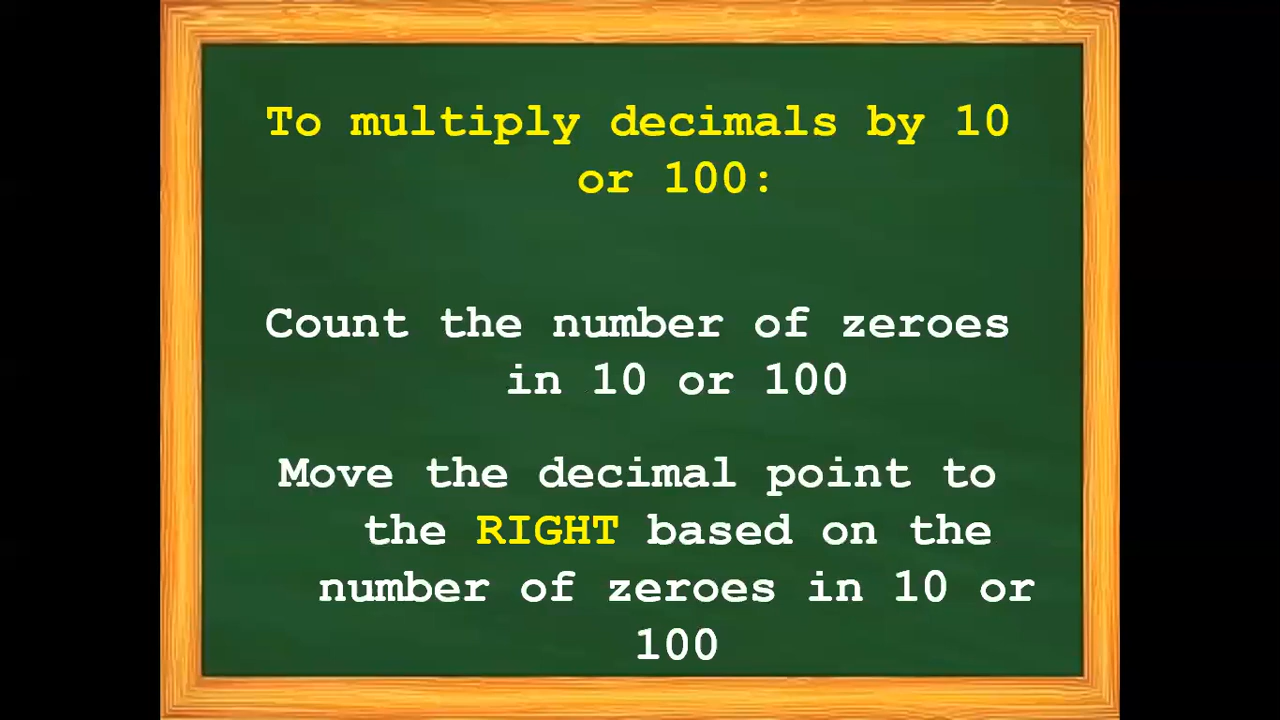 To multiply decimals by 10
or 100:
Count the number of zeroes
in 10 or 100
Move the decimal point to
the RIGHT based on the
number of zeroes in 10 or
100